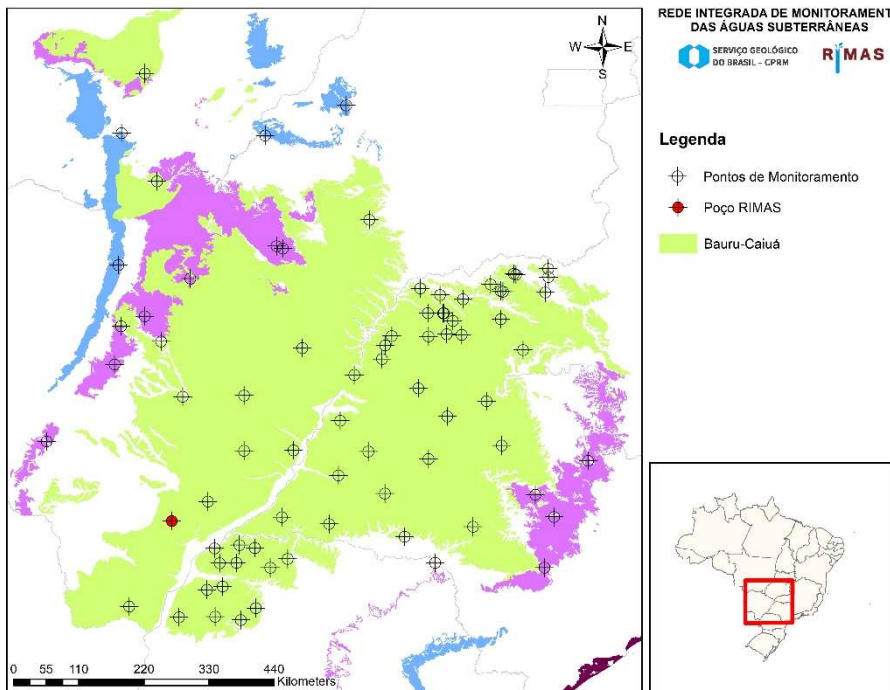 REDE INTEGRADA DE MONITORAMENT
DAS ÁGUAS SUBTERRÂNEAS
SERVIÇO GEOLÓGICO
DO BRASIL – CPRM
RIMAS
N
W E
S
Legenda
Pontos de Monitoramento
Poço RIMAS
Bauru-Caiuá
0 55 110 220 330 440
Kilometers